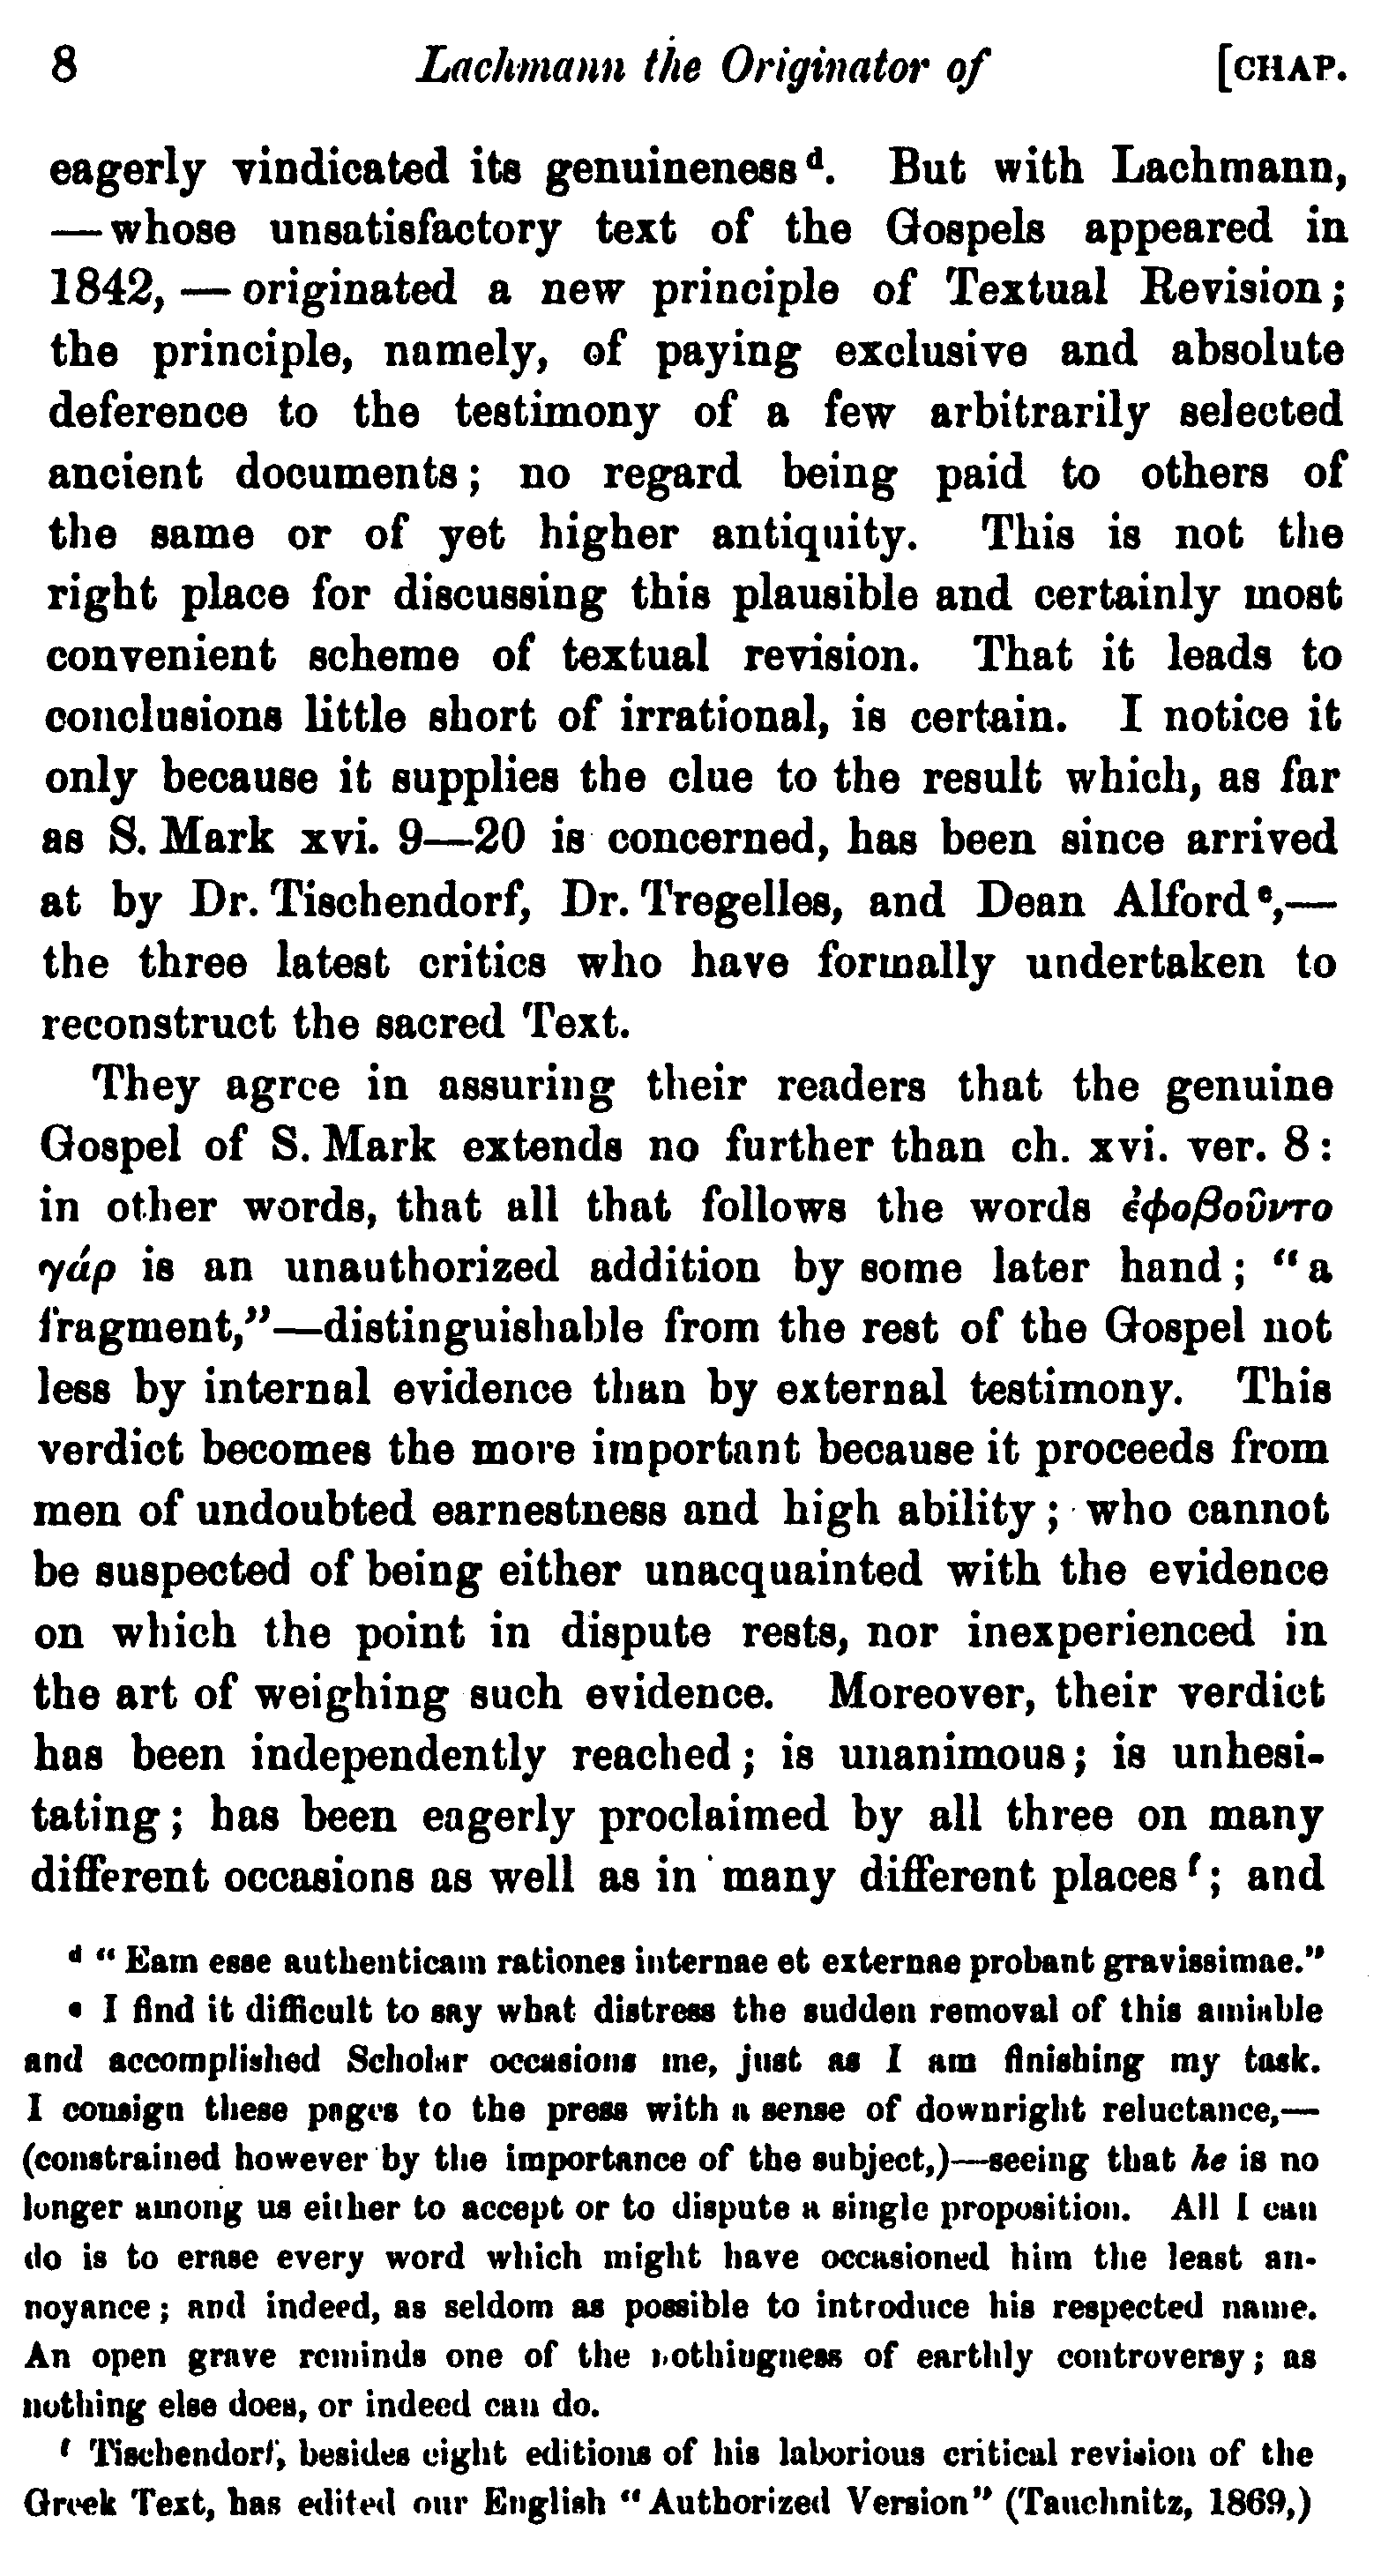 8 Lachmann the Originator of [CHAP.
eagerly vindicated its genuineness d. But with Lachmann,
—whose unsatisfactory text of the Gospels appeared in
1842, — originated a new principle of Textual Revision;
the principle, namely, of paying exclusive and absolute
deference to the testimony of a few arbitrarily selected
ancient documents; no regard being paid to others of
the same or of yet higher antiquity. This is not the
right place for discussing this plausible and certainly most
convenient scheme of textual revision. That it leads to
conclusions little short of irrational, is certain. I notice it
only because it supplies the clue to the result which, as far
as S. Mark xvi. 9—20 is concerned, has been since arrived
at by Dr. Tischendorf, Dr. Tregelles, and Dean Alford e,—
the three latest critics who have formally undertaken to
reconstruct the sacred Text.
They agree in assuring their readers that the genuine
Gospel of S. Mark extends no further than ch. xvi. ver. 8:
in other words, that all that follows the words ἐφοβοῦντο
γάρ is an unauthorized addition by some later hand; "a
fragment,"—distinguishable from the rest of the Gospel not
less by internal evidence than by external testimony. This
verdict becomes the more important because it proceeds from
men of undoubted earnestness and high ability; who cannot
be suspected of being either unacquainted with the evidence
on which the point in dispute rests, nor inexperienced in
the art of weighing such evidence. Moreover, their verdict
has been independently reached; is unanimous; is unhesi-
tating; has been eagerly proclaimed by all three on many
different occasions as well as in many different places f; and
d "Eam esse authenticam rationes internae et externae probant gravissimae."
e I find it difficult to say what distress the sudden removal of this amiable
and accomplished Scholar occasions me, just as I am finishing my task.
I consign these pages to the press with a sense of downright reluctance,—
(constrained however by the importance of the subject,)—seeing that he is no
longer among us either to accept or to dispute a single proposition. All I can
do is to erase every word which might have occasioned him the least an-
noyance; and indeed, as seldom as possible to introduce his respected name.
An open grave reminds one of the nothingness of earthly controversy; as
nothing else does, or indeed can do.
f Tischendorf, besides eight editions of his laborious critical revision of the
Greek Text, has edited our English "Authorized Version" (Tauchnitz, 1869,)